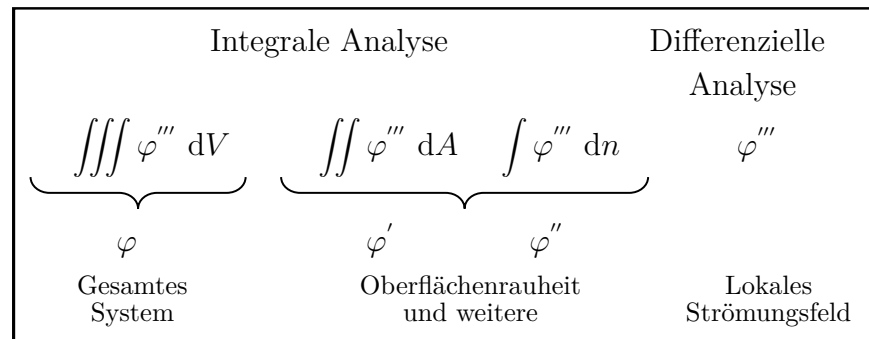 Integrale Analyse
Differenzielle
Analyse
∭ φ''' dV
∬ φ''' dA
∫ φ''' dn
φ'''
φ
φ'
φ''
Gesamtes
System
Oberflächenrauheit
und weitere
Lokales
Strömungsfeld